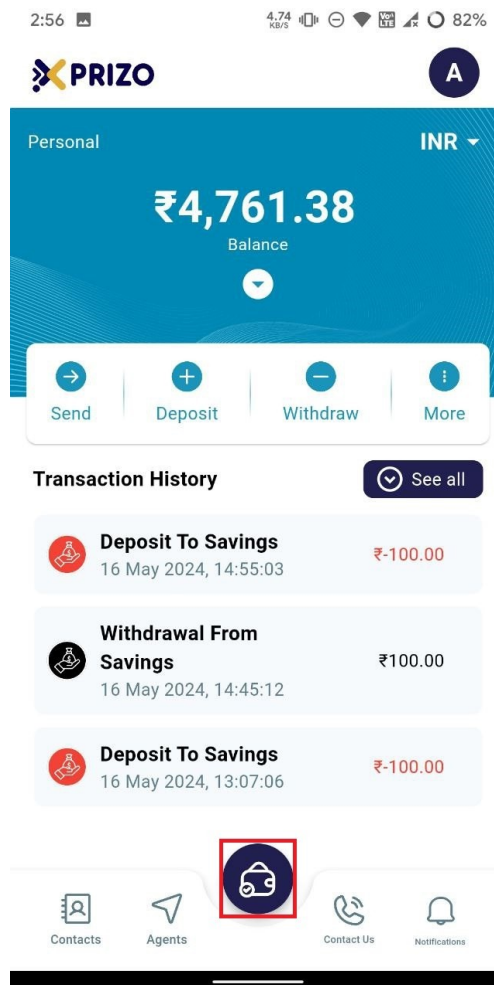 2:56 4.74 KB/S VoLTE 82%
PRIZO A
Personal INR
₹4,761.38
Balance
Send Deposit Withdraw More
Transaction History See all
Deposit To Savings
16 May 2024, 14:55:03
₹-100.00
Withdrawal From
Savings
16 May 2024, 14:45:12
₹100.00
Deposit To Savings
16 May 2024, 13:07:06
₹-100.00
Contacts Agents Contact Us Notifications